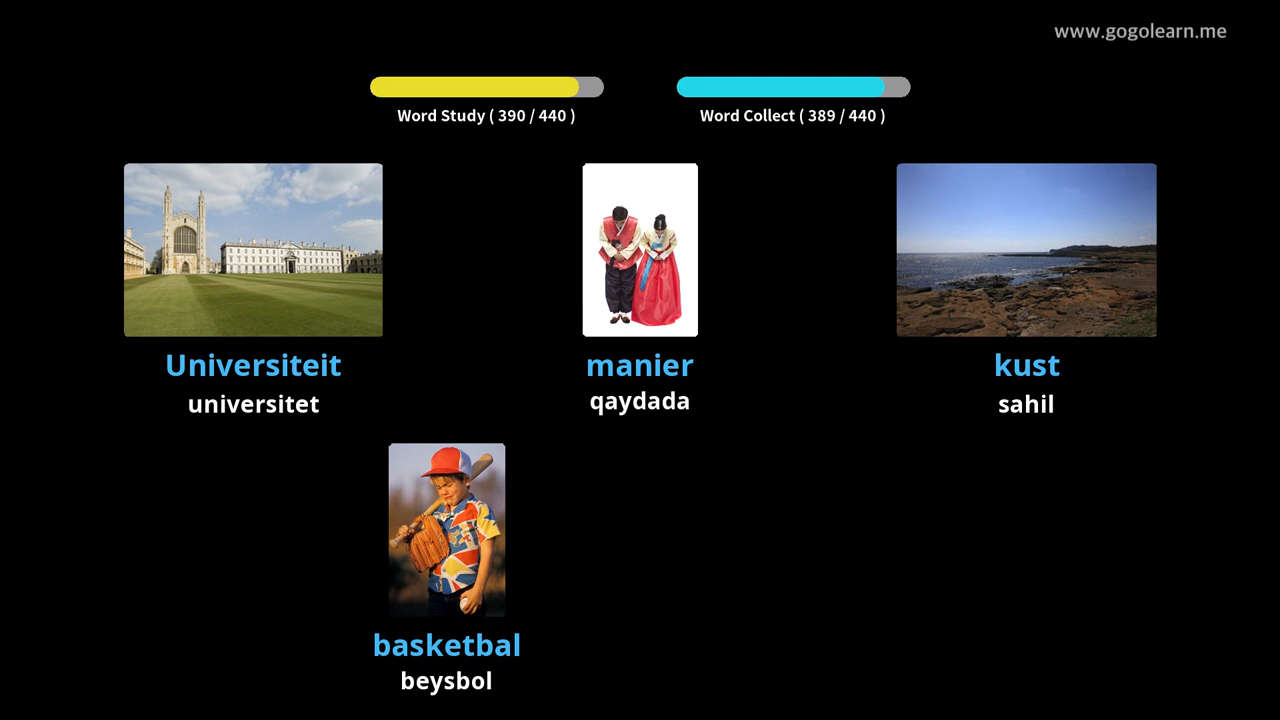 www.gogolearn.me
Word Study ( 390 / 440 )
Word Collect ( 389 / 440 )
Universiteit
universitet
manier
qaydada
kust
sahil
basketbal
beysbol